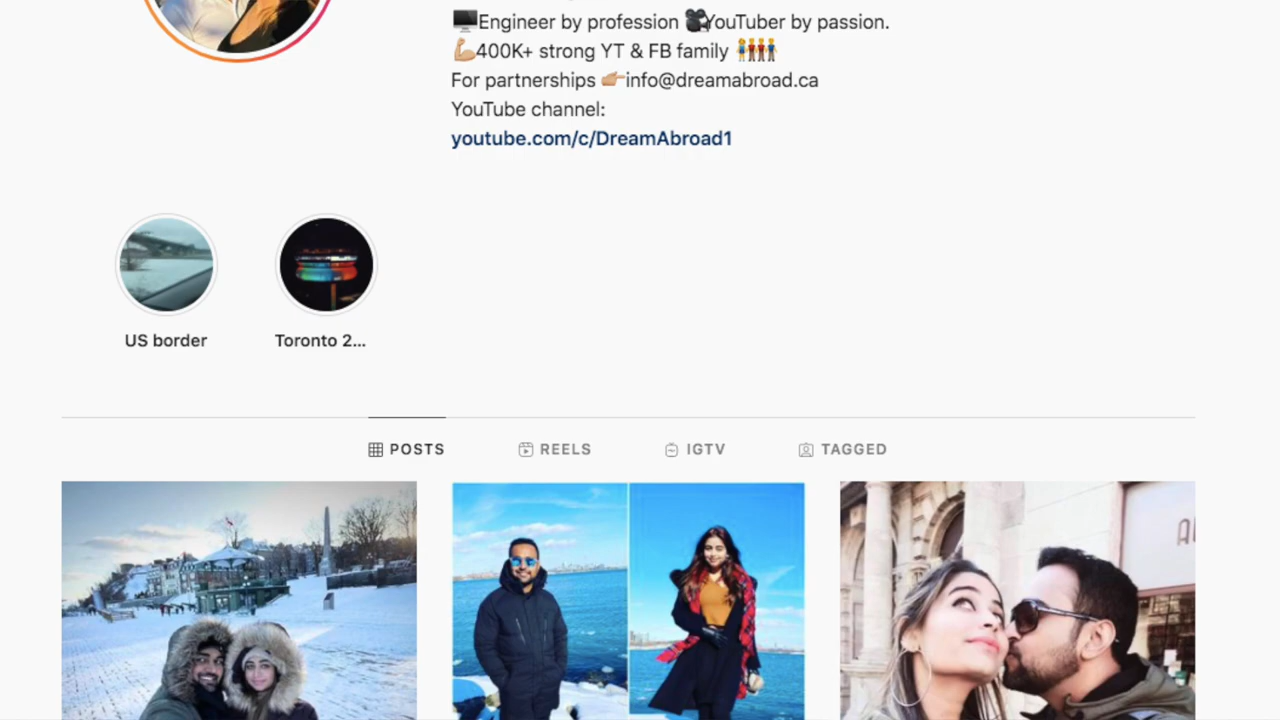 🖥️Engineer by profession 🎥YouTuber by passion.
💪🏼400K+ strong YT & FB family 👫👬
For partnerships 👉🏼info@dreamabroad.ca
YouTube channel:
youtube.com/c/DreamAbroad1
US border
Toronto 2...
POSTS
REELS
IGTV
TAGGED